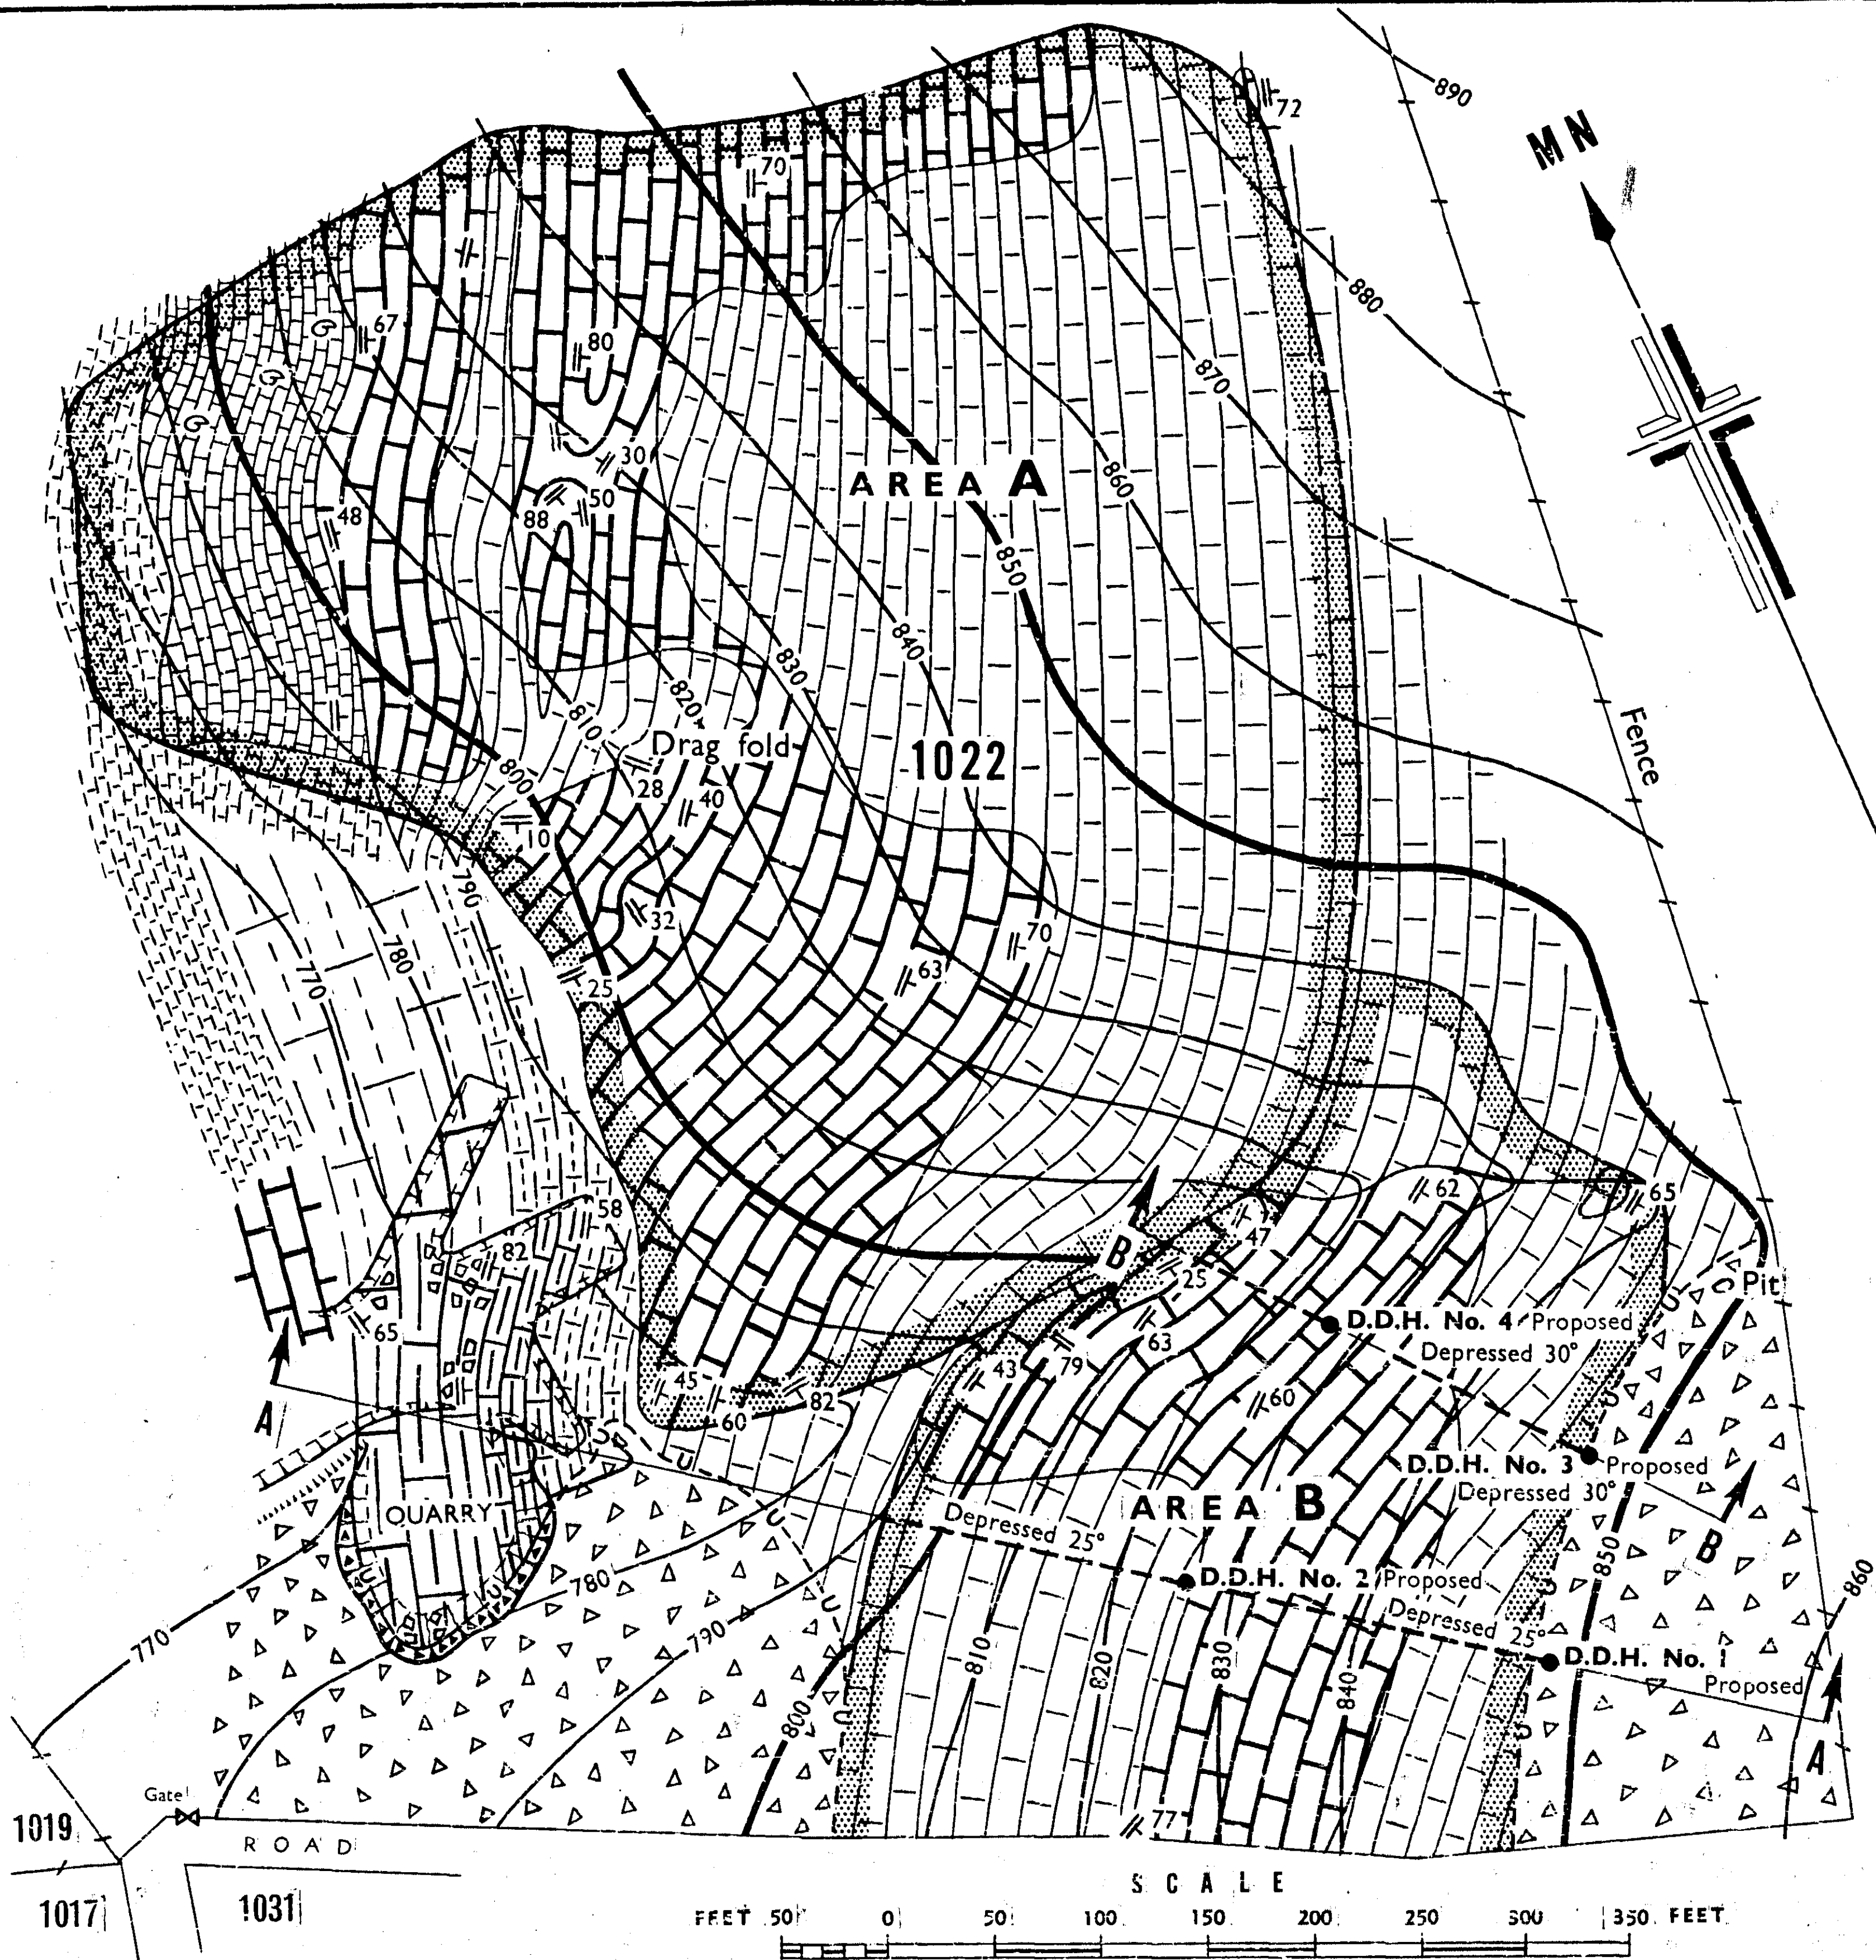 890
M N
72
70
880
67
80
870
30
AREA A
860
50
48
88
850
840
830
820
810
Fence
Drag fold
1022
800
28
40
10
790
32
70
780
63
770
25
62
65
58
47
82
B
25
Pit
D.D.H. No. 4 Proposed
65
63
Depressed 30°
43
79
45
82
60
60
A
D.D.H. No. 3 Proposed
Depressed 30°
AREA B
QUARRY
Depressed 25°
B
850
780
D.D.H. No. 2 Proposed
860
Depressed 25°
770
790
810
820
830
840
D.D.H. No. 1
Proposed
800
A
Gate
77
1019
ROAD
SCALE
1017
1031
FEET 50 0 50 100 150 200 250 300 350 FEET